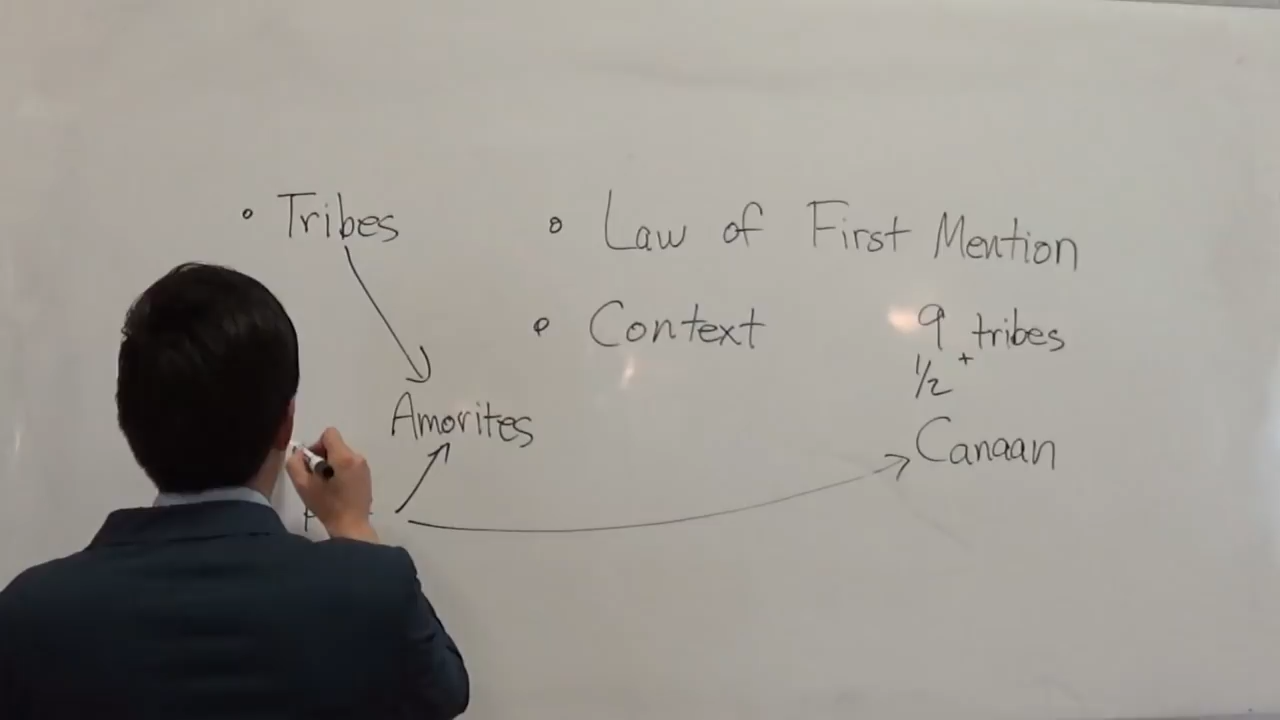 • Tribes
• Law of First Mention
• Context
9 tribes
1/2 +
Amorites
Canaan